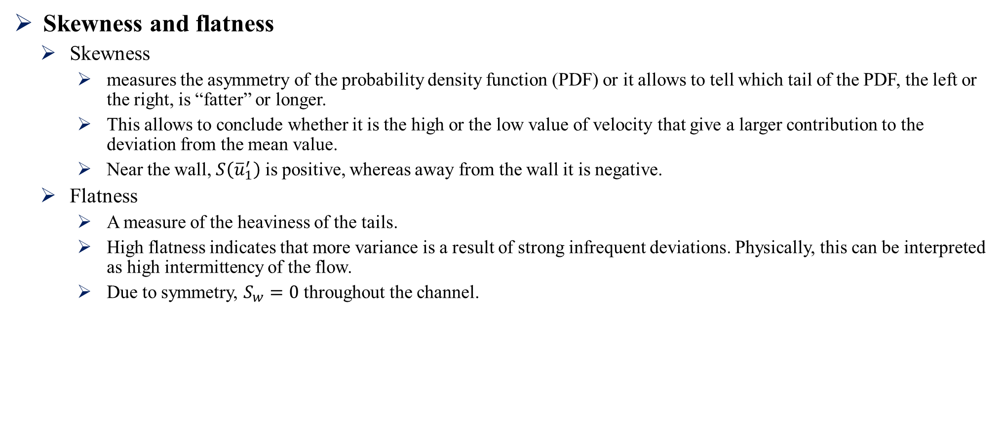 Skewness and flatness
Skewness
measures the asymmetry of the probability density function (PDF) or it allows to tell which tail of the PDF, the left or
the right, is “fatter” or longer.
This allows to conclude whether it is the high or the low value of velocity that give a larger contribution to the
deviation from the mean value.
Near the wall, S(ū′₁) is positive, whereas away from the wall it is negative.
Flatness
A measure of the heaviness of the tails.
High flatness indicates that more variance is a result of strong infrequent deviations. Physically, this can be interpreted
as high intermittency of the flow.
Due to symmetry, S_w = 0 throughout the channel.